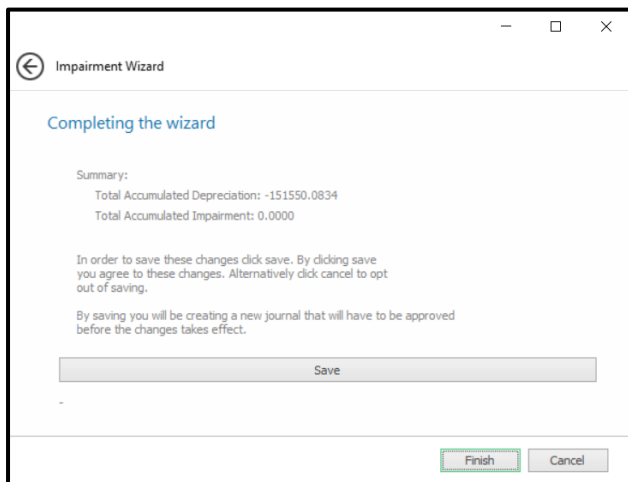 Impairment Wizard
Completing the wizard
Summary:
Total Accumulated Depreciation: -151550.0834
Total Accumulated Impairment: 0.0000
In order to save these changes click save. By clicking save
you agree to these changes. Alternatively click cancel to opt
out of saving.
By saving you will be creating a new journal that will have to be approved
before the changes takes effect.
Save
-
Finish
Cancel